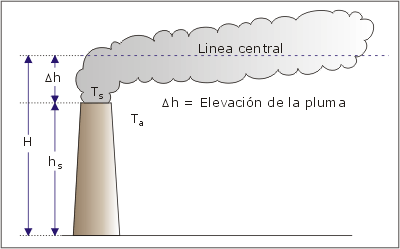 Linea central
Δh
Ts
Δh = Elevación de la pluma
Ta
H
hs